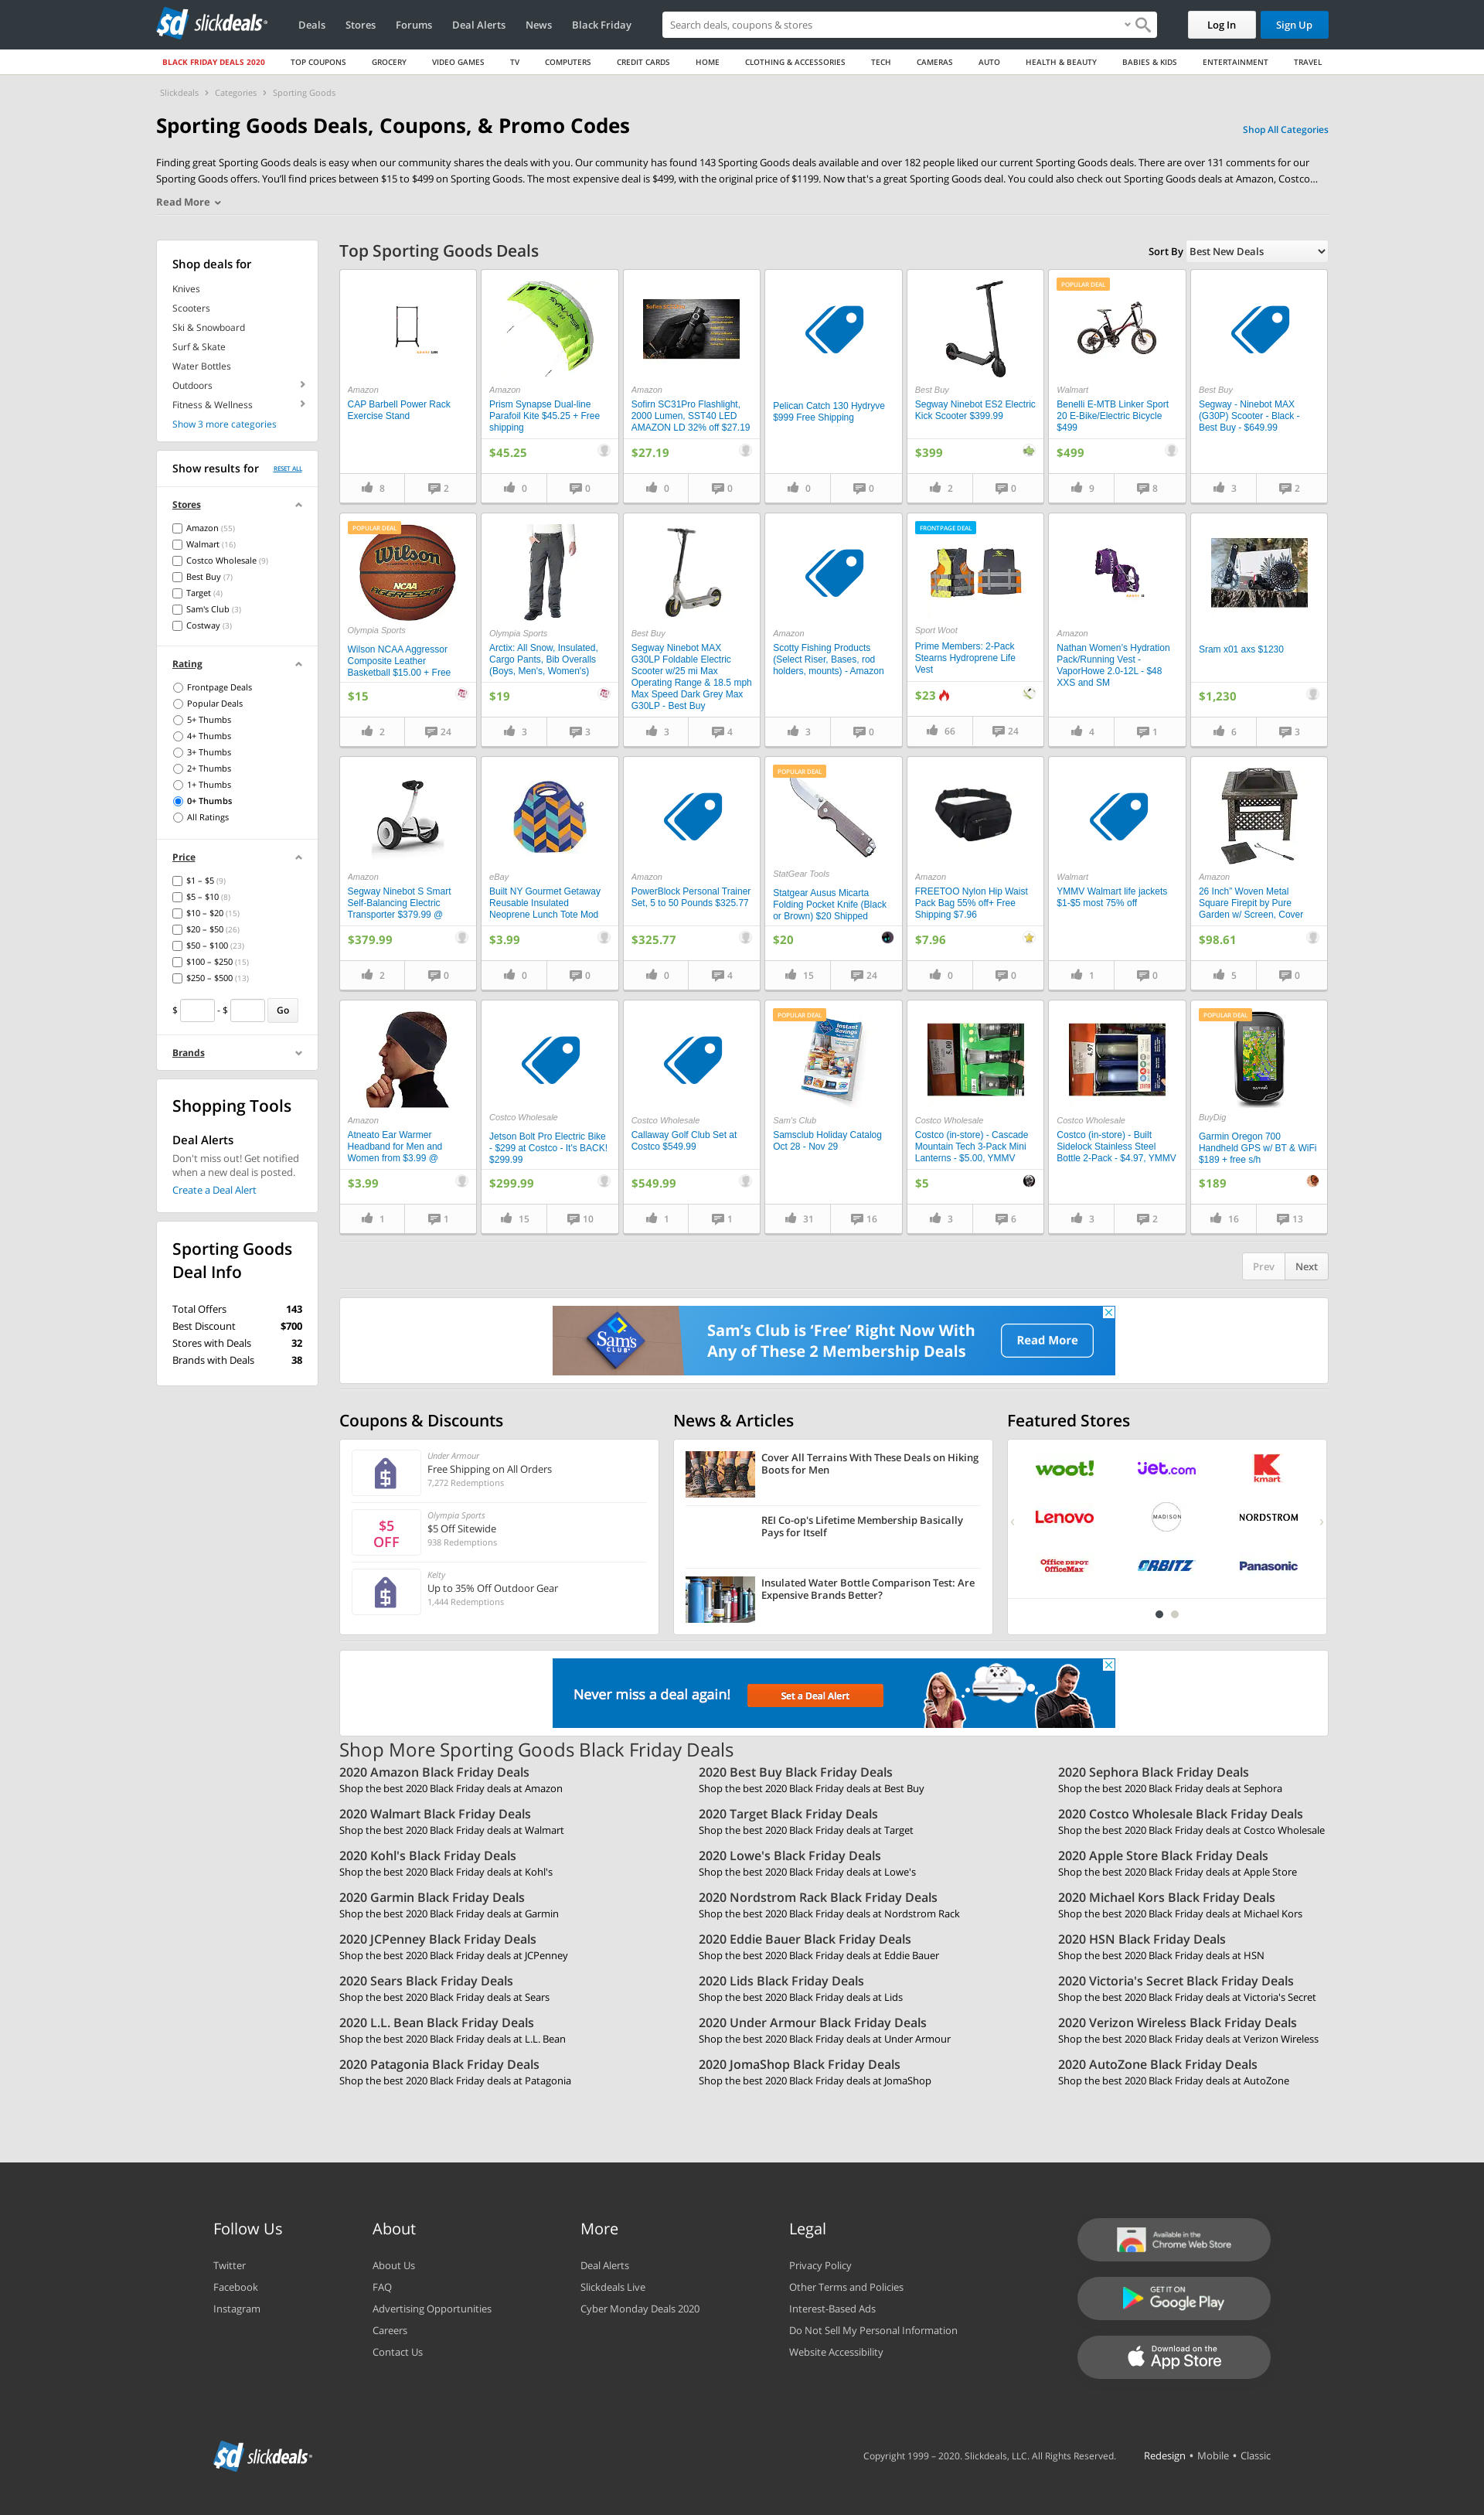 sd slickdeals
Deals Stores Forums Deal Alerts News Black Friday
Search deals, coupons & stores
Log In
Sign Up
BLACK FRIDAY DEALS 2020 TOP COUPONS GROCERY VIDEO GAMES TV COMPUTERS CREDIT CARDS HOME CLOTHING & ACCESSORIES TECH CAMERAS AUTO HEALTH & BEAUTY BABIES & KIDS ENTERTAINMENT TRAVEL
Slickdeals › Categories › Sporting Goods
Sporting Goods Deals, Coupons, & Promo Codes
Shop All Categories
Finding great Sporting Goods deals is easy when our community shares the deals with you. Our community has found 143 Sporting Goods deals available and over 182 people liked our current Sporting Goods deals. There are over 131 comments for our
Sporting Goods offers. You’ll find prices between $15 to $499 on Sporting Goods. The most expensive deal is $499, with the original price of $1199. Now that's a great Sporting Goods deal. You could also check out Sporting Goods deals at Amazon, Costco...
Read More
Shop deals for
Knives
Scooters
Ski & Snowboard
Surf & Skate
Water Bottles
Outdoors
Fitness & Wellness
Show 3 more categories
Show results for
RESET ALL
Stores
Amazon (55)
Walmart (16)
Costco Wholesale (9)
Best Buy (7)
Target (4)
Sam's Club (3)
Costway (3)
Rating
Frontpage Deals
Popular Deals
5+ Thumbs
4+ Thumbs
3+ Thumbs
2+ Thumbs
1+ Thumbs
0+ Thumbs
All Ratings
Price
$1 – $5 (9)
$5 – $10 (8)
$10 – $20 (15)
$20 – $50 (26)
$50 – $100 (23)
$100 – $250 (15)
$250 – $500 (13)
$ - $ Go
Brands
Shopping Tools
Deal Alerts
Don't miss out! Get notified
when a new deal is posted.
Create a Deal Alert
Sporting Goods
Deal Info
Total Offers 143
Best Discount $700
Stores with Deals 32
Brands with Deals 38
Top Sporting Goods Deals
Sort By Best New Deals
Amazon
CAP Barbell Power Rack
Exercise Stand
8 2
Amazon
Prism Synapse Dual-line
Parafoil Kite $45.25 + Free
shipping
$45.25
0 0
Amazon
Sofirn SC31Pro Flashlight,
2000 Lumen, SST40 LED
AMAZON LD 32% off $27.19
$27.19
0 0
Pelican Catch 130 Hydryve
$999 Free Shipping
0 0
Best Buy
Segway Ninebot ES2 Electric
Kick Scooter $399.99
$399
2 0
POPULAR DEAL
Walmart
Benelli E-MTB Linker Sport
20 E-Bike/Electric Bicycle
$499
$499
9 8
Best Buy
Segway - Ninebot MAX
(G30P) Scooter - Black -
Best Buy - $649.99
3 2
POPULAR DEAL
Wilson
NCAA
AGGRESSOR
Olympia Sports
Wilson NCAA Aggressor
Composite Leather
Basketball $15.00 + Free
$15
2 24
Olympia Sports
Arctix: All Snow, Insulated,
Cargo Pants, Bib Overalls
(Boys, Men's, Women's)
$19
3 3
Best Buy
Segway Ninebot MAX
G30LP Foldable Electric
Scooter w/25 mi Max
Operating Range & 18.5 mph
Max Speed Dark Grey Max
G30LP - Best Buy
3 4
Amazon
Scotty Fishing Products
(Select Riser, Bases, rod
holders, mounts) - Amazon
3 0
FRONTPAGE DEAL
Sport Woot
Prime Members: 2-Pack
Stearns Hydroprene Life
Vest
$23
66 24
Amazon
Nathan Women's Hydration
Pack/Running Vest -
VaporHowe 2.0-12L - $48
XXS and SM
4 1
Sram x01 axs $1230
$1,230
6 3
Amazon
Segway Ninebot S Smart
Self-Balancing Electric
Transporter $379.99 @
$379.99
2 0
eBay
Built NY Gourmet Getaway
Reusable Insulated
Neoprene Lunch Tote Mod
$3.99
0 0
Amazon
PowerBlock Personal Trainer
Set, 5 to 50 Pounds $325.77
$325.77
0 4
POPULAR DEAL
StatGear Tools
Statgear Ausus Micarta
Folding Pocket Knife (Black
or Brown) $20 Shipped
$20
15 24
Amazon
FREETOO Nylon Hip Waist
Pack Bag 55% off+ Free
Shipping $7.96
$7.96
0 0
Walmart
YMMV Walmart life jackets
$1-$5 most 75% off
1 0
Amazon
26 Inch" Woven Metal
Square Firepit by Pure
Garden w/ Screen, Cover
$98.61
5 0
Amazon
Atneato Ear Warmer
Headband for Men and
Women from $3.99 @
$3.99
1 1
Costco Wholesale
Jetson Bolt Pro Electric Bike
- $299 at Costco - It's BACK!
$299.99
$299.99
15 10
Costco Wholesale
Callaway Golf Club Set at
Costco $549.99
$549.99
1 1
POPULAR DEAL
Instant
Savings
Sam's Club
Samsclub Holiday Catalog
Oct 28 - Nov 29
31 16
5.00
Costco Wholesale
Costco (in-store) - Cascade
Mountain Tech 3-Pack Mini
Lanterns - $5.00, YMMV
$5
3 6
4.97
Costco Wholesale
Costco (in-store) - Built
Sidelock Stainless Steel
Bottle 2-Pack - $4.97, YMMV
3 2
POPULAR DEAL
BuyDig
Garmin Oregon 700
Handheld GPS w/ BT & WiFi
$189 + free s/h
$189
16 13
Prev Next
Sam's
CLUB
Sam’s Club is ‘Free’ Right Now With
Any of These 2 Membership Deals
Read More
Coupons & Discounts
Under Armour
Free Shipping on All Orders
7,272 Redemptions
$5
OFF
Olympia Sports
$5 Off Sitewide
938 Redemptions
Kelty
Up to 35% Off Outdoor Gear
1,444 Redemptions
News & Articles
Cover All Terrains With These Deals on Hiking
Boots for Men
REI Co-op's Lifetime Membership Basically
Pays for Itself
Insulated Water Bottle Comparison Test: Are
Expensive Brands Better?
Featured Stores
woot! jet.com kmart
Lenovo MADISON NORDSTROM
Office DEPOT OfficeMax ORBITZ Panasonic
Never miss a deal again!
Set a Deal Alert
Shop More Sporting Goods Black Friday Deals
2020 Amazon Black Friday Deals
Shop the best 2020 Black Friday deals at Amazon
2020 Best Buy Black Friday Deals
Shop the best 2020 Black Friday deals at Best Buy
2020 Sephora Black Friday Deals
Shop the best 2020 Black Friday deals at Sephora
2020 Walmart Black Friday Deals
Shop the best 2020 Black Friday deals at Walmart
2020 Target Black Friday Deals
Shop the best 2020 Black Friday deals at Target
2020 Costco Wholesale Black Friday Deals
Shop the best 2020 Black Friday deals at Costco Wholesale
2020 Kohl's Black Friday Deals
Shop the best 2020 Black Friday deals at Kohl's
2020 Lowe's Black Friday Deals
Shop the best 2020 Black Friday deals at Lowe's
2020 Apple Store Black Friday Deals
Shop the best 2020 Black Friday deals at Apple Store
2020 Garmin Black Friday Deals
Shop the best 2020 Black Friday deals at Garmin
2020 Nordstrom Rack Black Friday Deals
Shop the best 2020 Black Friday deals at Nordstrom Rack
2020 Michael Kors Black Friday Deals
Shop the best 2020 Black Friday deals at Michael Kors
2020 JCPenney Black Friday Deals
Shop the best 2020 Black Friday deals at JCPenney
2020 Eddie Bauer Black Friday Deals
Shop the best 2020 Black Friday deals at Eddie Bauer
2020 HSN Black Friday Deals
Shop the best 2020 Black Friday deals at HSN
2020 Sears Black Friday Deals
Shop the best 2020 Black Friday deals at Sears
2020 Lids Black Friday Deals
Shop the best 2020 Black Friday deals at Lids
2020 Victoria's Secret Black Friday Deals
Shop the best 2020 Black Friday deals at Victoria's Secret
2020 L.L. Bean Black Friday Deals
Shop the best 2020 Black Friday deals at L.L. Bean
2020 Under Armour Black Friday Deals
Shop the best 2020 Black Friday deals at Under Armour
2020 Verizon Wireless Black Friday Deals
Shop the best 2020 Black Friday deals at Verizon Wireless
2020 Patagonia Black Friday Deals
Shop the best 2020 Black Friday deals at Patagonia
2020 JomaShop Black Friday Deals
Shop the best 2020 Black Friday deals at JomaShop
2020 AutoZone Black Friday Deals
Shop the best 2020 Black Friday deals at AutoZone
Follow Us
Twitter
Facebook
Instagram
About
About Us
FAQ
Advertising Opportunities
Careers
Contact Us
More
Deal Alerts
Slickdeals Live
Cyber Monday Deals 2020
Legal
Privacy Policy
Other Terms and Policies
Interest-Based Ads
Do Not Sell My Personal Information
Website Accessibility
Available in the
Chrome Web Store
GET IT ON
Google Play
Download on the
App Store
sd slickdeals
Copyright 1999 – 2020. Slickdeals, LLC. All Rights Reserved.
Redesign • Mobile • Classic